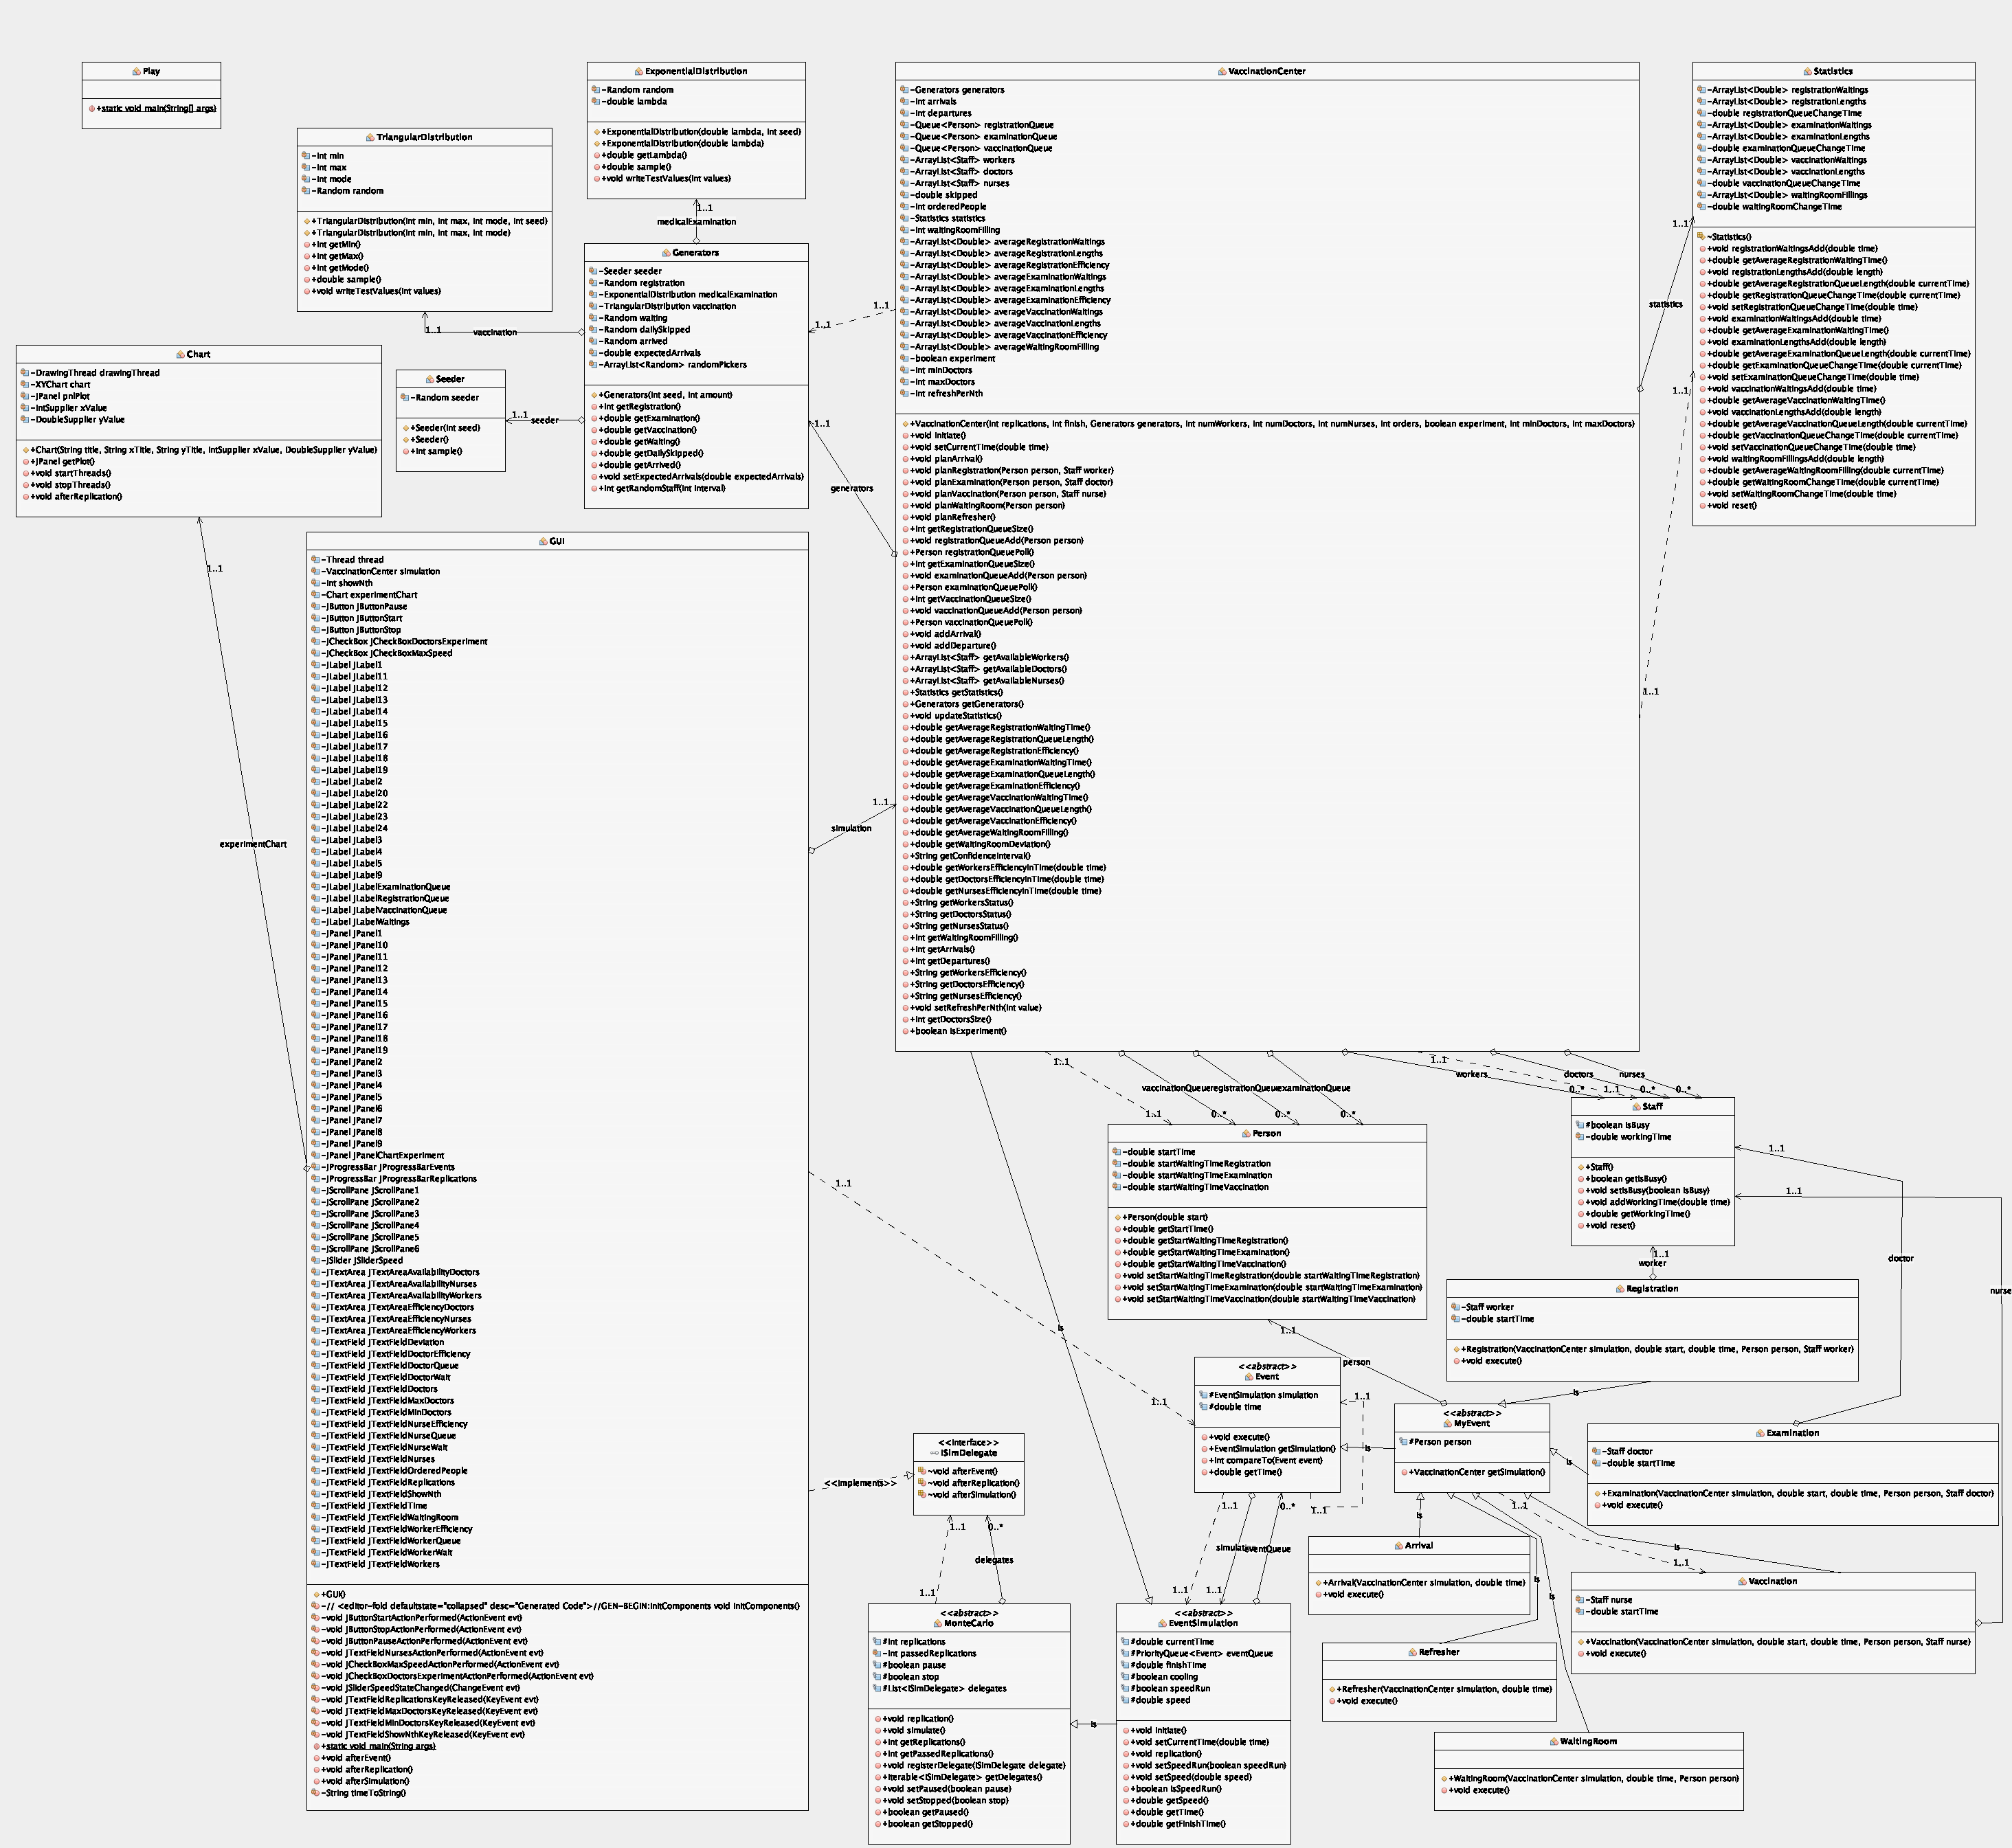 Play
+static void main(String[] args)
TriangularDistribution
-int min
-int max
-int mode
-Random random
+TriangularDistribution(int min, int max, int mode, int seed)
+TriangularDistribution(int min, int max, int mode)
+int getMin()
+int getMax()
+int getMode()
+double sample()
+void writeTestValues(int values)
ExponentialDistribution
-Random random
-double lambda
+ExponentialDistribution(double lambda, int seed)
+ExponentialDistribution(double lambda)
+double getLambda()
+double sample()
+void writeTestValues(int values)
1..1
medicalExamination
Generators
-Seeder seeder
-Random registration
-ExponentialDistribution medicalExamination
-TriangularDistribution vaccination
-Random waiting
-Random dailySkipped
-Random arrived
-double expectedArrivals
-ArrayList<Random> randomPickers
+Generators(int seed, int amount)
+int getRegistration()
+double getExamination()
+double getVaccination()
+double getWaiting()
+double getDailySkipped()
+double getArrived()
+void setExpectedArrivals(double expectedArrivals)
+int getRandomStaff(int interval)
1..1
vaccination
1..1
seeder
Seeder
-Random seeder
+Seeder(int seed)
+Seeder()
+int sample()
Chart
-DrawingThread drawingThread
-XYChart chart
-JPanel pnlPlot
-IntSupplier xValue
-DoubleSupplier yValue
+Chart(String title, String xTitle, String yTitle, IntSupplier xValue, DoubleSupplier yValue)
+JPanel getPlot()
+void startThreads()
+void stopThreads()
+void afterReplication()
1..1
experimentChart
VaccinationCenter
-Generators generators
-int arrivals
-int departures
-Queue<Person> registrationQueue
-Queue<Person> examinationQueue
-Queue<Person> vaccinationQueue
-ArrayList<Staff> workers
-ArrayList<Staff> doctors
-ArrayList<Staff> nurses
-double skipped
-int orderedPeople
-Statistics statistics
-int waitingRoomFilling
-ArrayList<Double> averageRegistrationWaitings
-ArrayList<Double> averageRegistrationLengths
-ArrayList<Double> averageRegistrationEfficiency
-ArrayList<Double> averageExaminationWaitings
-ArrayList<Double> averageExaminationLengths
-ArrayList<Double> averageExaminationEfficiency
-ArrayList<Double> averageVaccinationWaitings
-ArrayList<Double> averageVaccinationLengths
-ArrayList<Double> averageVaccinationEfficiency
-ArrayList<Double> averageWaitingRoomFilling
-boolean experiment
-int minDoctors
-int maxDoctors
-int refreshPerNth
+VaccinationCenter(int replications, int finish, Generators generators, int numWorkers, int numDoctors, int numNurses, int orders, boolean experiment, int minDoctors, int maxDoctors)
+void initiate()
+void setCurrentTime(double time)
+void planArrival()
+void planRegistration(Person person, Staff worker)
+void planExamination(Person person, Staff doctor)
+void planVaccination(Person person, Staff nurse)
+void planWaitingRoom(Person person)
+void planRefresher()
+int getRegistrationQueueSize()
+void registrationQueueAdd(Person person)
+Person registrationQueuePoll()
+int getExaminationQueueSize()
+void examinationQueueAdd(Person person)
+Person examinationQueuePoll()
+int getVaccinationQueueSize()
+void vaccinationQueueAdd(Person person)
+Person vaccinationQueuePoll()
+void addArrival()
+void addDeparture()
+ArrayList<Staff> getAvailableWorkers()
+ArrayList<Staff> getAvailableDoctors()
+ArrayList<Staff> getAvailableNurses()
+Statistics getStatistics()
+Generators getGenerators()
+void updateStatistics()
+double getAverageRegistrationWaitingTime()
+double getAverageRegistrationQueueLength()
+double getAverageRegistrationEfficiency()
+double getAverageExaminationWaitingTime()
+double getAverageExaminationQueueLength()
+double getAverageExaminationEfficiency()
+double getAverageVaccinationWaitingTime()
+double getAverageVaccinationQueueLength()
+double getAverageVaccinationEfficiency()
+double getAverageWaitingRoomFilling()
+double getWaitingRoomDeviation()
+String getConfidenceInterval()
+double getWorkersEfficiencyInTime(double time)
+double getDoctorsEfficiencyInTime(double time)
+double getNursesEfficiencyInTime(double time)
+String getWorkersStatus()
+String getDoctorsStatus()
+String getNursesStatus()
+int getWaitingRoomFilling()
+int getArrivals()
+int getDepartures()
+String getWorkersEfficiency()
+String getDoctorsEfficiency()
+String getNursesEfficiency()
+void setRefreshPerNth(int value)
+int getDoctorsSize()
+boolean isExperiment()
1..1
1..1
1..1
generators
1..1
simulation
Statistics
-ArrayList<Double> registrationWaitings
-ArrayList<Double> registrationLengths
-double registrationQueueChangeTime
-ArrayList<Double> examinationWaitings
-ArrayList<Double> examinationLengths
-double examinationQueueChangeTime
-ArrayList<Double> vaccinationWaitings
-ArrayList<Double> vaccinationLengths
-double vaccinationQueueChangeTime
-ArrayList<Double> waitingRoomFillings
-double waitingRoomChangeTime
~Statistics()
+void registrationWaitingsAdd(double time)
+double getAverageRegistrationWaitingTime()
+void registrationLengthsAdd(double length)
+double getAverageRegistrationQueueLength(double currentTime)
+double getRegistrationQueueChangeTime(double currentTime)
+void setRegistrationQueueChangeTime(double time)
+void examinationWaitingsAdd(double time)
+double getAverageExaminationWaitingTime()
+void examinationLengthsAdd(double length)
+double getAverageExaminationQueueLength(double currentTime)
+double getExaminationQueueChangeTime(double currentTime)
+void setExaminationQueueChangeTime(double time)
+void vaccinationWaitingsAdd(double time)
+double getAverageVaccinationWaitingTime()
+void vaccinationLengthsAdd(double length)
+double getAverageVaccinationQueueLength(double currentTime)
+double getVaccinationQueueChangeTime(double currentTime)
+void setVaccinationQueueChangeTime(double time)
+void waitingRoomFillingsAdd(double length)
+double getAverageWaitingRoomFilling(double currentTime)
+double getWaitingRoomChangeTime(double currentTime)
+void setWaitingRoomChangeTime(double time)
+void reset()
1..1
statistics
1..1
1..1
GUI
-Thread thread
-VaccinationCenter simulation
-int showNth
-Chart experimentChart
-JButton jButtonPause
-JButton jButtonStart
-JButton jButtonStop
-JCheckBox jCheckBoxDoctorsExperiment
-JCheckBox jCheckBoxMaxSpeed
-JLabel jLabel1
-JLabel jLabel11
-JLabel jLabel12
-JLabel jLabel13
-JLabel jLabel14
-JLabel jLabel15
-JLabel jLabel16
-JLabel jLabel17
-JLabel jLabel18
-JLabel jLabel19
-JLabel jLabel2
-JLabel jLabel20
-JLabel jLabel22
-JLabel jLabel23
-JLabel jLabel24
-JLabel jLabel3
-JLabel jLabel4
-JLabel jLabel5
-JLabel jLabel9
-JLabel jLabelExaminationQueue
-JLabel jLabelRegistrationQueue
-JLabel jLabelVaccinationQueue
-JLabel jLabelWaitings
-JPanel jPanel1
-JPanel jPanel10
-JPanel jPanel11
-JPanel jPanel12
-JPanel jPanel13
-JPanel jPanel14
-JPanel jPanel15
-JPanel jPanel16
-JPanel jPanel17
-JPanel jPanel18
-JPanel jPanel19
-JPanel jPanel2
-JPanel jPanel3
-JPanel jPanel4
-JPanel jPanel5
-JPanel jPanel6
-JPanel jPanel7
-JPanel jPanel8
-JPanel jPanel9
-JPanel jPanelChartExperiment
-JProgressBar jProgressBarEvents
-JProgressBar jProgressBarReplications
-JScrollPane jScrollPane1
-JScrollPane jScrollPane2
-JScrollPane jScrollPane3
-JScrollPane jScrollPane4
-JScrollPane jScrollPane5
-JScrollPane jScrollPane6
-JSlider jSliderSpeed
-JTextArea jTextAreaAvailabilityDoctors
-JTextArea jTextAreaAvailabilityNurses
-JTextArea jTextAreaAvailabilityWorkers
-JTextArea jTextAreaEfficiencyDoctors
-JTextArea jTextAreaEfficiencyNurses
-JTextArea jTextAreaEfficiencyWorkers
-JTextField jTextFieldDeviation
-JTextField jTextFieldDoctorEfficiency
-JTextField jTextFieldDoctorQueue
-JTextField jTextFieldDoctorWait
-JTextField jTextFieldDoctors
-JTextField jTextFieldMaxDoctors
-JTextField jTextFieldMinDoctors
-JTextField jTextFieldNurseEfficiency
-JTextField jTextFieldNurseQueue
-JTextField jTextFieldNurseWait
-JTextField jTextFieldNurses
-JTextField jTextFieldOrderedPeople
-JTextField jTextFieldReplications
-JTextField jTextFieldShowNth
-JTextField jTextFieldTime
-JTextField jTextFieldWaitingRoom
-JTextField jTextFieldWorkerEfficiency
-JTextField jTextFieldWorkerQueue
-JTextField jTextFieldWorkerWait
-JTextField jTextFieldWorkers
+GUI()
-// <editor-fold defaultstate="collapsed" desc="Generated Code">//GEN-BEGIN:initComponents void initComponents()
-void jButtonStartActionPerformed(ActionEvent evt)
-void jButtonStopActionPerformed(ActionEvent evt)
-void jButtonPauseActionPerformed(ActionEvent evt)
-void jTextFieldNursesActionPerformed(ActionEvent evt)
-void jCheckBoxMaxSpeedActionPerformed(ActionEvent evt)
-void jCheckBoxDoctorsExperimentActionPerformed(ActionEvent evt)
-void jSliderSpeedStateChanged(ChangeEvent evt)
-void jTextFieldReplicationsKeyReleased(KeyEvent evt)
-void jTextFieldMaxDoctorsKeyReleased(KeyEvent evt)
-void jTextFieldMinDoctorsKeyReleased(KeyEvent evt)
-void jTextFieldShowNthKeyReleased(KeyEvent evt)
+static void main(String args)
+void afterEvent()
+void afterReplication()
+void afterSimulation()
-String timeToString()
1..1
1..1
vaccinationQueue
registrationQueue
examinationQueue
0..*
0..*
0..*
1..1
1..1
workers
doctors
nurses
0..*
1..1
0..*
0..*
Person
-double startTime
-double startWaitingTimeRegistration
-double startWaitingTimeExamination
-double startWaitingTimeVaccination
+Person(double start)
+double getStartTime()
+double getStartWaitingTimeRegistration()
+double getStartWaitingTimeExamination()
+double getStartWaitingTimeVaccination()
+void setStartWaitingTimeRegistration(double startWaitingTimeRegistration)
+void setStartWaitingTimeExamination(double startWaitingTimeExamination)
+void setStartWaitingTimeVaccination(double startWaitingTimeVaccination)
Staff
#boolean isBusy
-double workingTime
+Staff()
+boolean getIsBusy()
+void setIsBusy(boolean isBusy)
+void addWorkingTime(double time)
+double getWorkingTime()
+void reset()
1..1
1..1
1..1
worker
doctor
nurse
Registration
-Staff worker
-double startTime
+Registration(VaccinationCenter simulation, double start, double time, Person person, Staff worker)
+void execute()
is
1..1
person
is
<<abstract>>
Event
#EventSimulation simulation
#double time
+void execute()
+EventSimulation getSimulation()
+int compareTo(Event event)
+double getTime()
1..1
1..1
1..1
1..1
is
<<abstract>>
MyEvent
#Person person
+VaccinationCenter getSimulation()
Examination
-Staff doctor
-double startTime
+Examination(VaccinationCenter simulation, double start, double time, Person person, Staff doctor)
+void execute()
is
<<interface>>
ISimDelegate
~void afterEvent()
~void afterReplication()
~void afterSimulation()
<<implements>>
1..1
1..1
0..*
delegates
1..1
1..1
1..1
0..*
simulation
eventQueue
is
Arrival
+Arrival(VaccinationCenter simulation, double time)
+void execute()
is
is
is
1..1
1..1
Vaccination
-Staff nurse
-double startTime
+Vaccination(VaccinationCenter simulation, double start, double time, Person person, Staff nurse)
+void execute()
<<abstract>>
MonteCarlo
#int replications
-int passedReplications
#boolean pause
#boolean stop
#List<ISimDelegate> delegates
+void replication()
+void simulate()
+int getReplications()
+int getPassedReplications()
+void registerDelegate(ISimDelegate delegate)
+Iterable<ISimDelegate> getDelegates()
+void setPaused(boolean pause)
+void setStopped(boolean stop)
+boolean getPaused()
+boolean getStopped()
is
<<abstract>>
EventSimulation
#double currentTime
#PriorityQueue<Event> eventQueue
#double finishTime
#boolean cooling
#boolean speedRun
#double speed
+void initiate()
+void setCurrentTime(double time)
+void replication()
+void setSpeedRun(boolean speedRun)
+void setSpeed(double speed)
+boolean isSpeedRun()
+double getSpeed()
+double getTime()
+double getFinishTime()
Refresher
+Refresher(VaccinationCenter simulation, double time)
+void execute()
WaitingRoom
+WaitingRoom(VaccinationCenter simulation, double time, Person person)
+void execute()